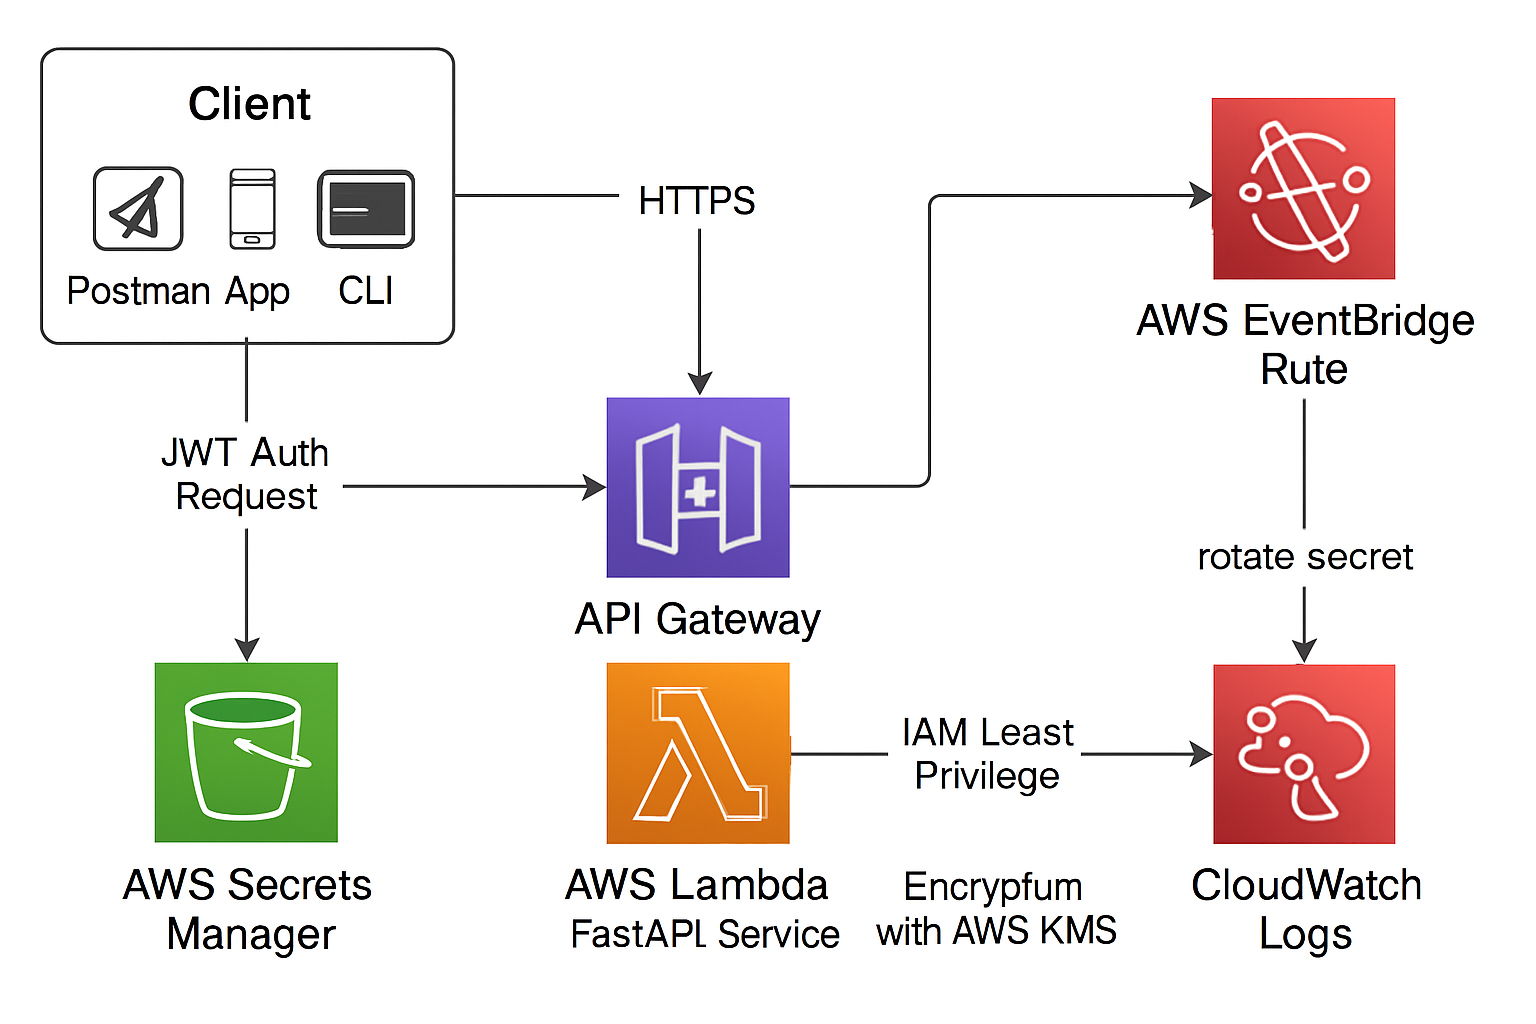 Client
Postman
App
CLI
HTTPS
AWS EventBridge
Rute
JWT Auth
Request
API Gateway
rotate secret
IAM Least
Privilege
AWS Secrets
Manager
AWS Lambda
FastAPI. Service
Encrypfum
with AWS KMS
CloudWatch
Logs